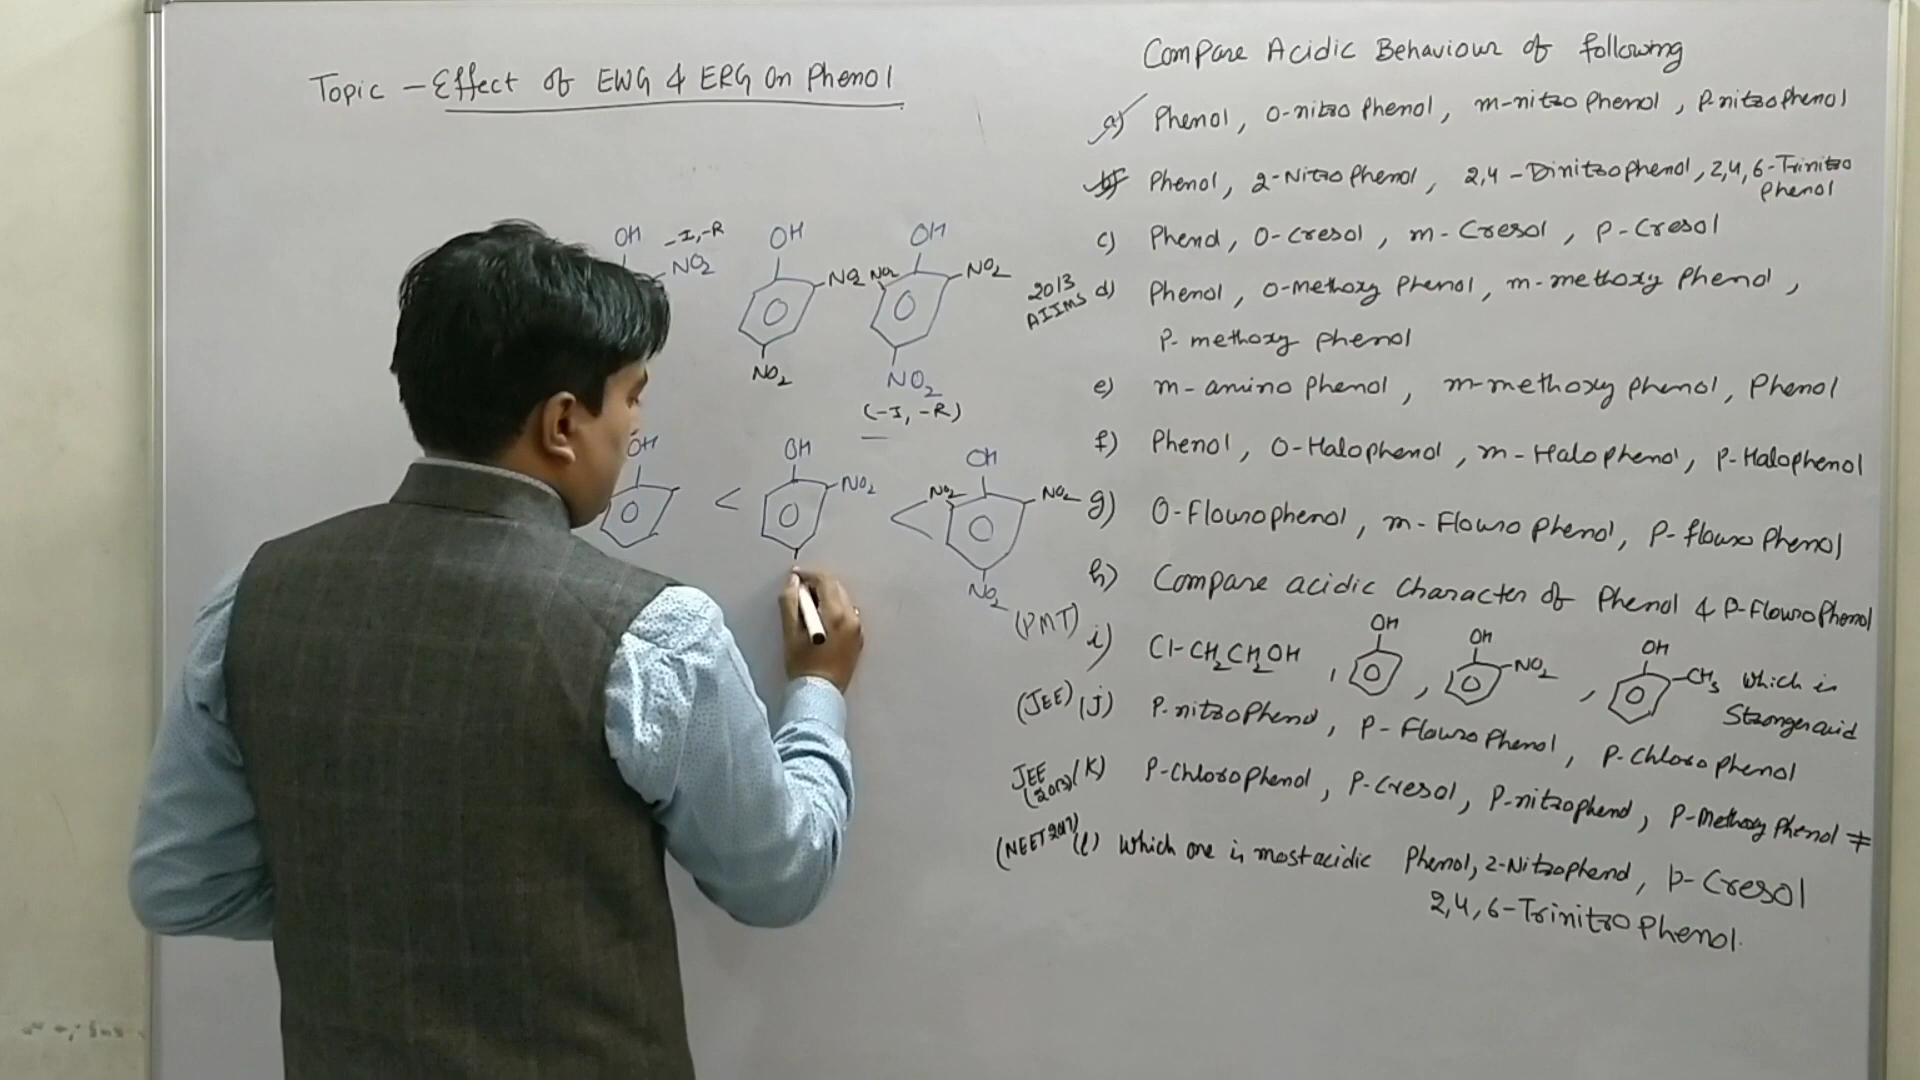 Topic - Effect of EWG & ERG On Phenol
OH -I,-R
NO2
OH
NO2
NO2
OH
NO2
NO2
NO2
(-I, -R)
OH
<
OH
NO2
<
OH
NO2
NO2
NO2
Compare Acidic Behaviour of following
a) Phenol, O-nitro Phenol, m-nitro Phenol, P-nitrophenol
b) Phenol, 2-Nitro Phenol, 2,4-Dinitrophenol, 2,4,6-Trinitro
Phenol
c) Phenol, O-Cresol, m-Cresol, P-Cresol
2013
AIIMS
d) Phenol, O-methoxy Phenol, m-methoxy Phenol,
P-methoxy phenol
e) m-amino phenol, m-methoxy phenol, Phenol
f) Phenol, O-Halophenol, m-Halophenol, P-Halophenol
g) O-Flourophenol, m-Flouro Phenol, P-flouro Phenol
h) Compare acidic character of Phenol & P-Flouro Phenol
(PMT) i) Cl-CH2CH2OH, OH, OH NO2, OH CH3 which is
Stronger acid
(JEE) (j) P-nitroPhenol, P-Flouro Phenol, P-Chlorophenol
JEE
(2013) (K) P-Chlorophenol, P-Cresol, P-nitrophenol, P-Methoxy Phenol ≠
(NEET 2017) (l) which one is most acidic Phenol, 2-Nitrophenol, p-Cresol
2,4,6-Trinitro Phenol.